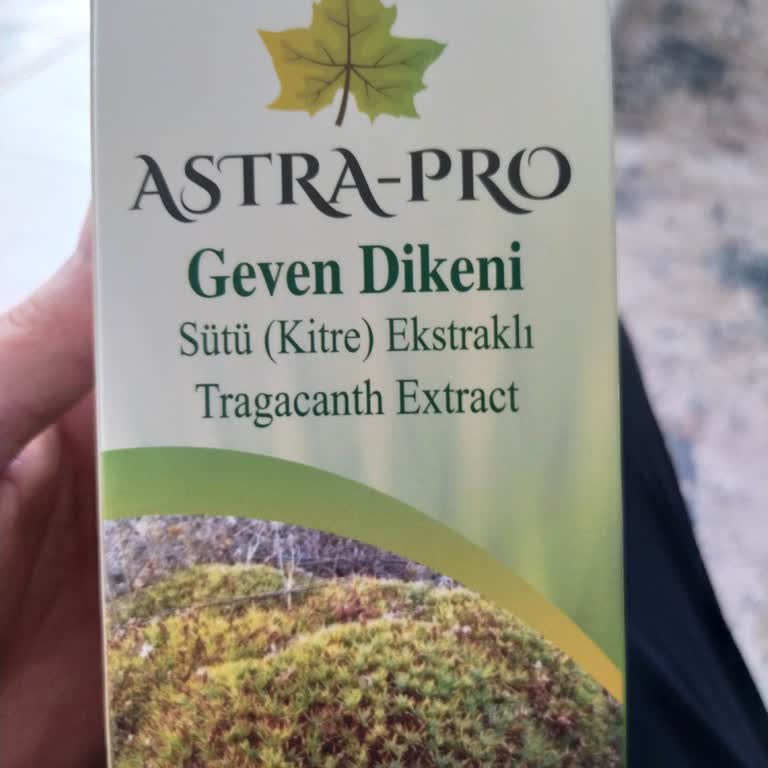 ASTRA-PRO
Geven Dikeni
Sütü (Kitre) Ekstraklı
Tragacanth Extract